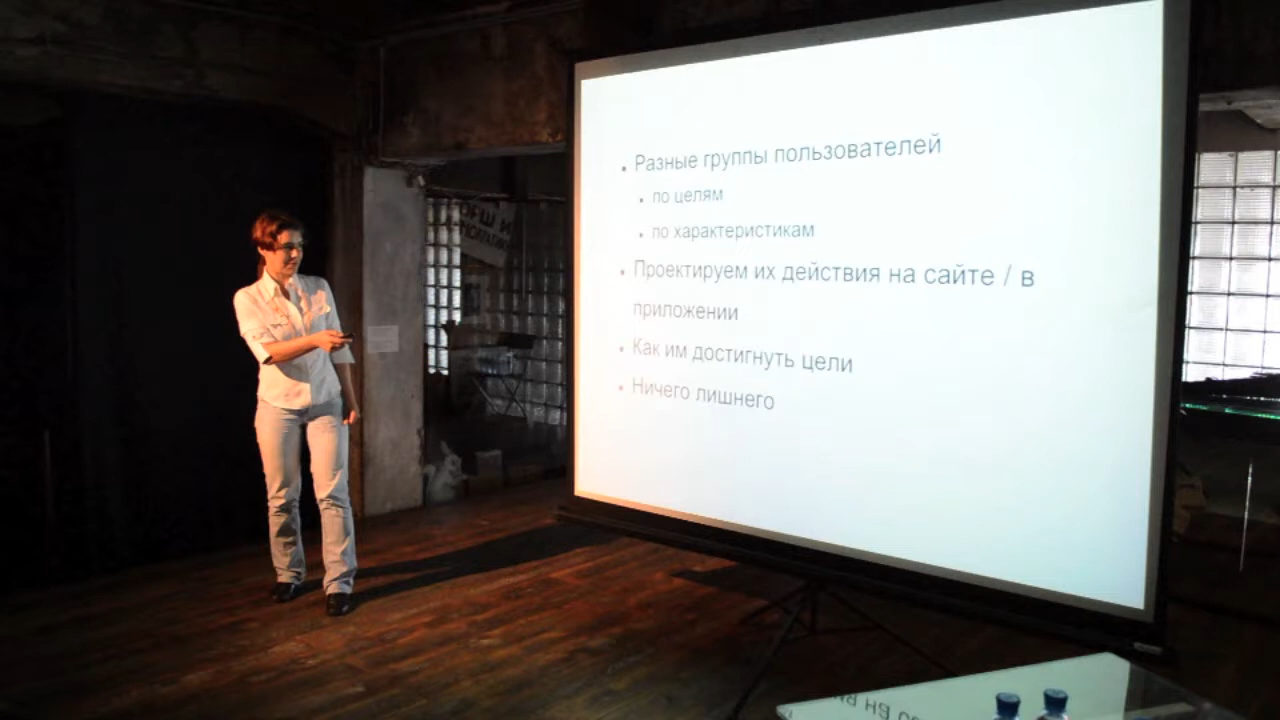 Разные группы пользователей
по целям
по характеристикам
Проектируем их действия на сайте / в
приложении
Как им достигнуть цели
Ничего лишнего